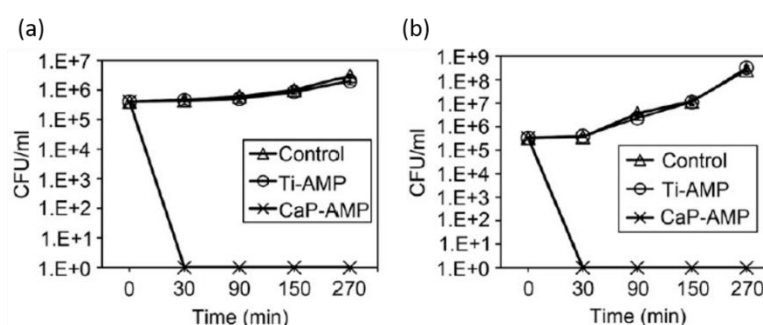 (a)
1.E+7
1.E+6
1.E+5
1.E+4
1.E+3
1.E+2
1.E+1
1.E+0
CFU/ml
Control
Ti-AMP
CaP-AMP
0 30 90 150 270
Time (min)
(b)
1.E+9
1.E+8
1.E+7
1.E+6
1.E+5
1.E+4
1.E+3
1.E+2
1.E+1
1.E+0
CFU/ml
Control
Ti-AMP
CaP-AMP
0 30 90 150 270
Time (min)